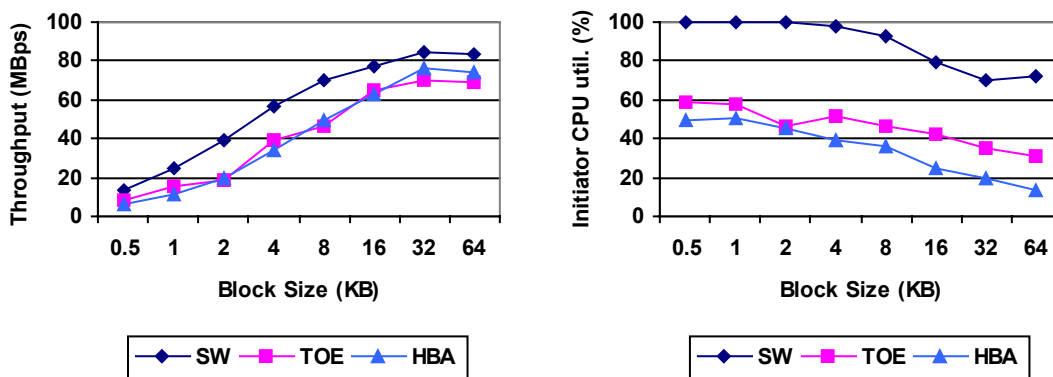 Throughput (MBps)
100
80
60
40
20
0
0.5 1 2 4 8 16 32 64
Block Size (KB)
SW TOE HBA
Initiator CPU util. (%)
100
80
60
40
20
0
0.5 1 2 4 8 16 32 64
Block Size (KB)
SW TOE HBA